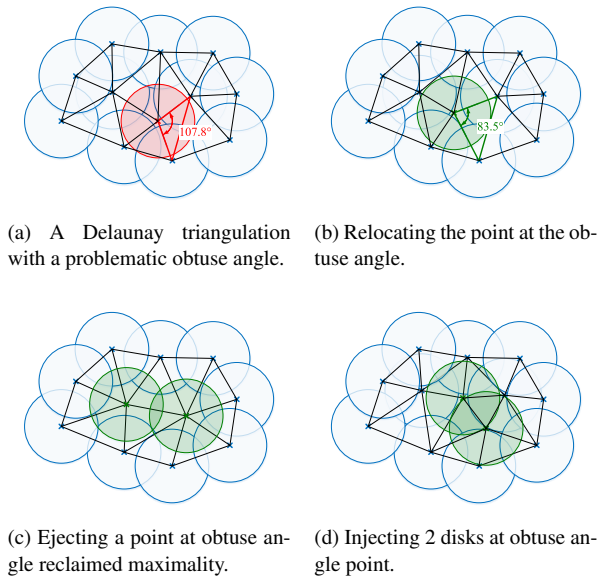 107.8°
83.5°
(a) A Delaunay triangulation
with a problematic obtuse angle.
(b) Relocating the point at the ob-
tuse angle.
(c) Ejecting a point at obtuse an-
gle reclaimed maximality.
(d) Injecting 2 disks at obtuse an-
gle point.